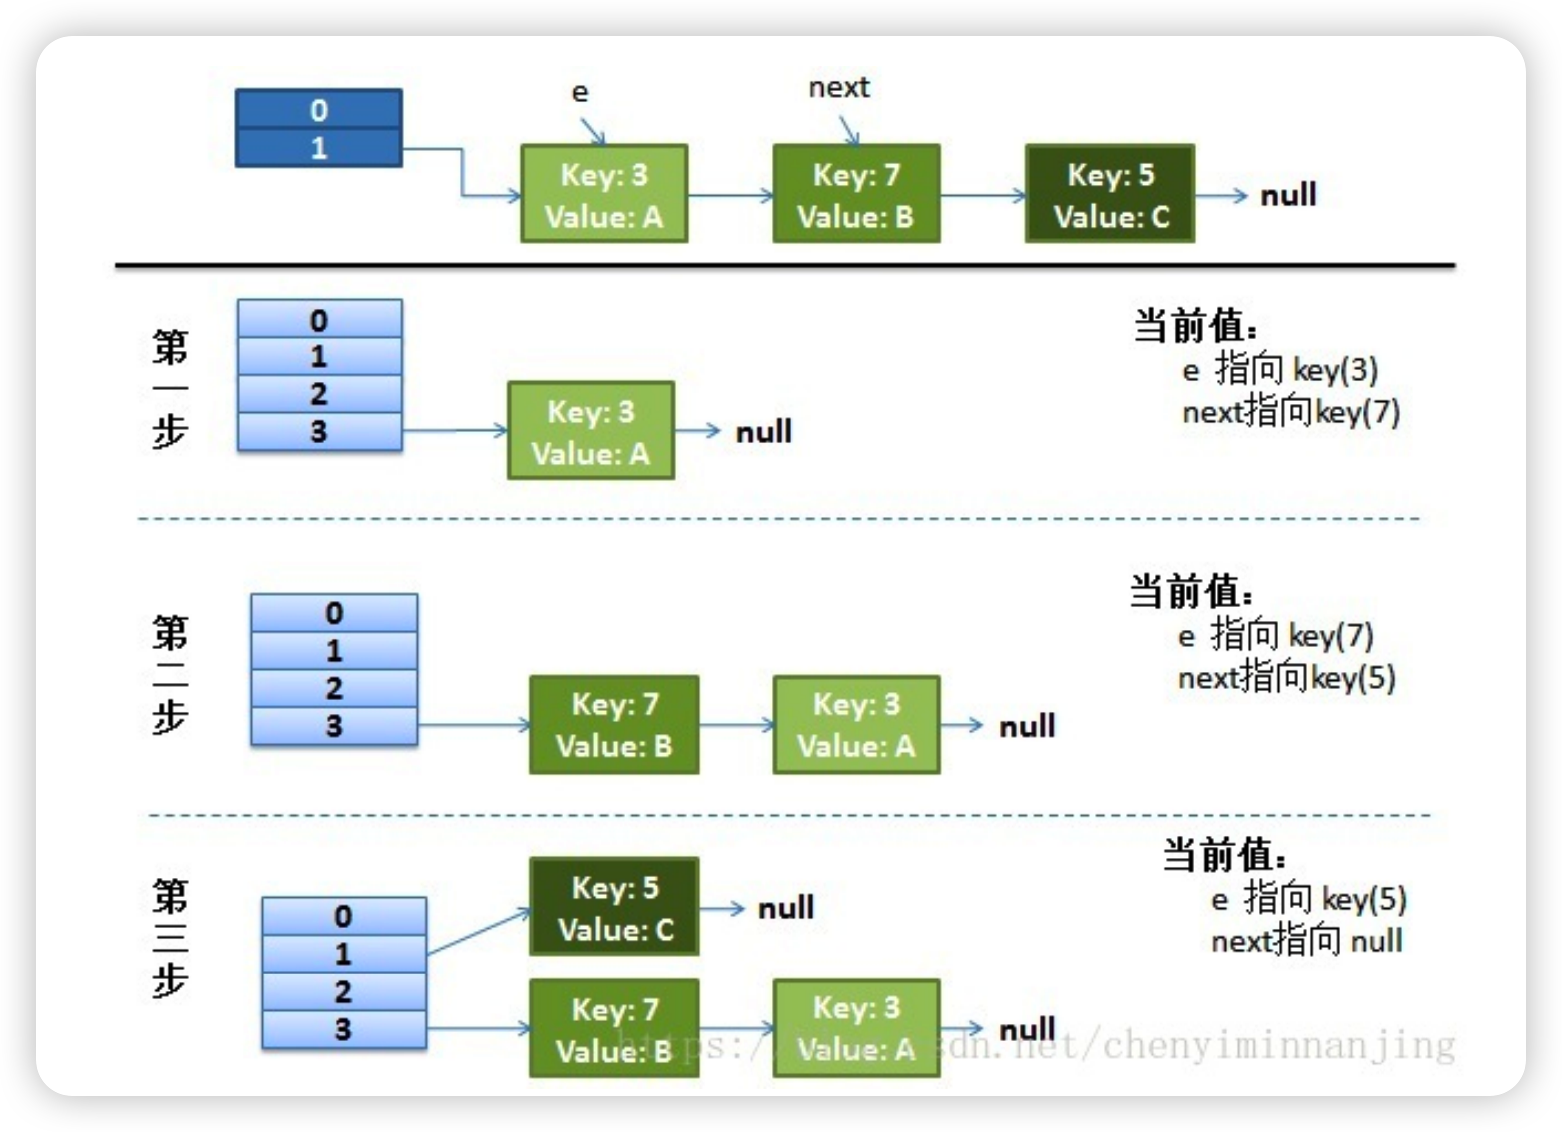 e
next
0
1
Key: 3
Value: A
Key: 7
Value: B
Key: 5
Value: C
null
第一步
0
1
2
3
Key: 3
Value: A
null
当前值：
e 指向 key(3)
next指向key(7)
第二步
0
1
2
3
Key: 7
Value: B
Key: 3
Value: A
null
当前值：
e 指向 key(7)
next指向key(5)
第三步
0
1
2
3
Key: 5
Value: C
null
Key: 7
Value: B
Key: 3
Value: A
null
当前值：
e 指向 key(5)
next指向 null